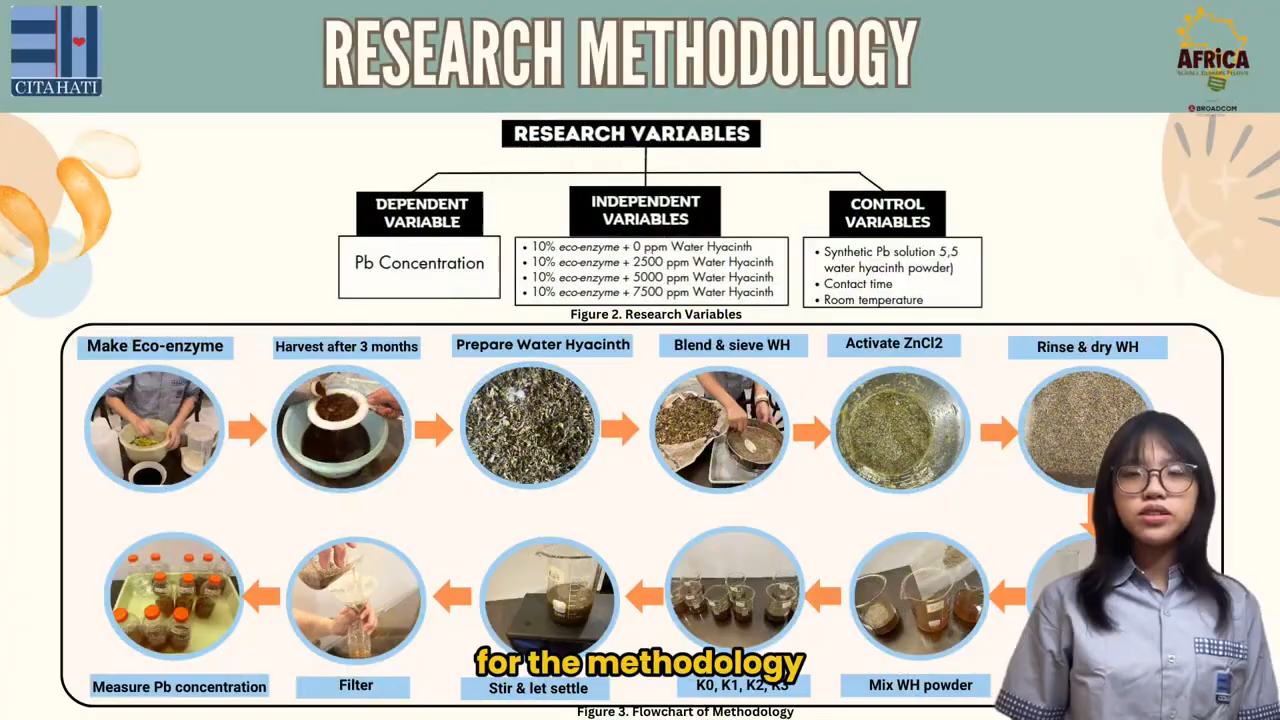 CITAHATI
RESEARCH METHODOLOGY
AFRICA
BROADCOM
RESEARCH VARIABLES
DEPENDENT
VARIABLE
Pb Concentration
INDEPENDENT
VARIABLES
• 10% eco-enzyme + 0 ppm Water Hyacinth
• 10% eco-enzyme + 2500 ppm Water Hyacinth
• 10% eco-enzyme + 5000 ppm Water Hyacinth
• 10% eco-enzyme + 7500 ppm Water Hyacinth
CONTROL
VARIABLES
• Synthetic Pb solution 5,5
water hyacinth powder)
• Contact time
• Room temperature
Figure 2. Research Variables
Make Eco-enzyme
Harvest after 3 months
Prepare Water Hyacinth
Blend & sieve WH
Activate ZnCl2
Rinse & dry WH
Measure Pb concentration
Filter
Stir & let settle
K0, K1, K2, K3
Mix WH powder
for the methodology
Figure 3. Flowchart of Methodology